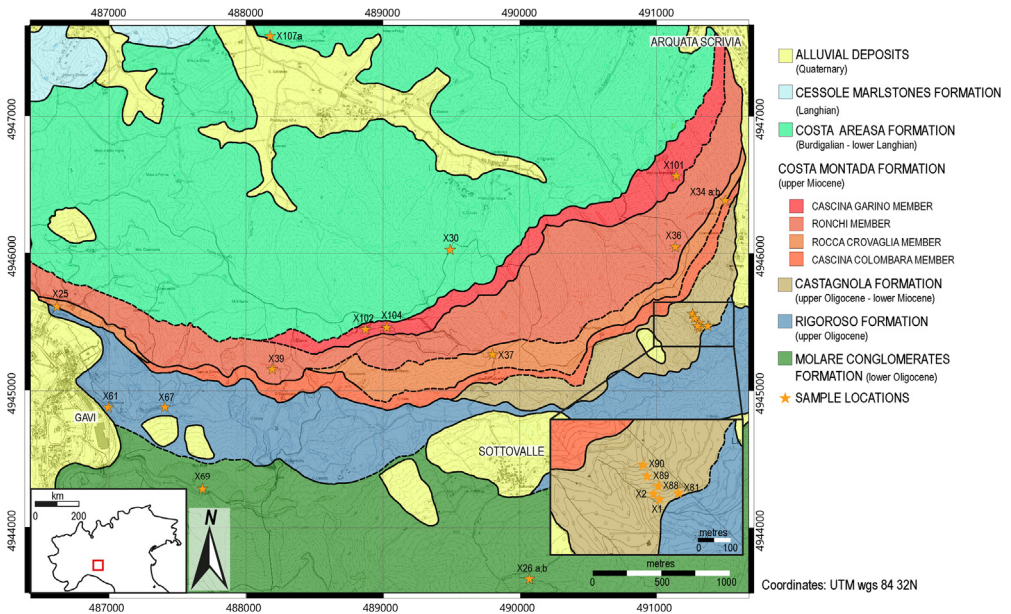 487000 488000 489000 490000 491000
X107a
ARQUATA SCRIVIA
4947000
4947000
X101
X34 a;b
X36
X30
4946000
4946000
X25
X102
X104
X39
X37
4945000
4945000
X61
X67
GAVI
SOTTOVALLE
X69
X90
X89
X88
X81
X2
X1
metres
0 100
km
0 200
N
4944000
4944000
X26 a;b
metres
0 500 1000
487000 488000 489000 490000 491000
ALLUVIAL DEPOSITS
(Quaternary)
CESSOLE MARLSTONES FORMATION
(Langhian)
COSTA AREASA FORMATION
(Burdigalian - lower Langhian)
COSTA MONTADA FORMATION
(upper Miocene)
CASCINA GARINO MEMBER
RONCHI MEMBER
ROCCA CROVAGLIA MEMBER
CASCINA COLOMBARA MEMBER
CASTAGNOLA FORMATION
(upper Oligocene - lower Miocene)
RIGOROSO FORMATION
(upper Oligocene)
MOLARE CONGLOMERATES
FORMATION (lower Oligocene)
SAMPLE LOCATIONS
Coordinates: UTM wgs 84 32N